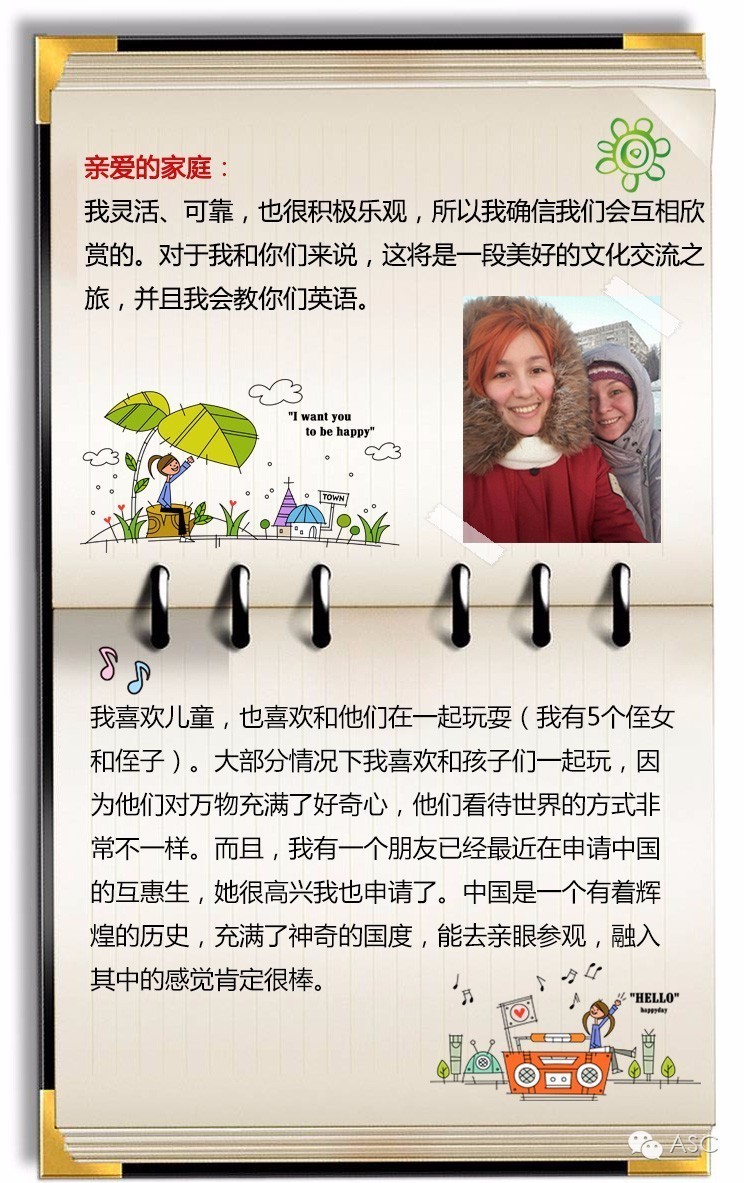 亲爱的家庭：
我灵活、可靠，也很积极乐观，所以我确信我们会互相欣
赏的。对于我和你们来说，这将是一段美好的文化交流之
旅，并且我会教你们英语。
"I want you
to be happy"
TOWN
我喜欢儿童，也喜欢和他们在一起玩耍（我有5个侄女
和侄子）。大部分情况下我喜欢和孩子们一起玩，因
为他们对万物充满了好奇心，他们看待世界的方式非
常不一样。而且，我有一个朋友已经最近在申请中国
的互惠生，她很高兴我也申请了。中国是一个有着辉
煌的历史，充满了神奇的国度，能去亲眼参观，融入
其中的感觉肯定很棒。
"HELLO"
happyday
ASC